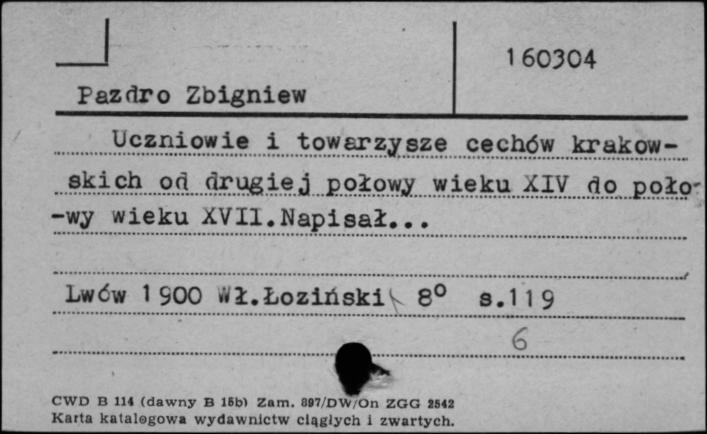 160304
Pazdro Zbigniew
Uczniowie i towarzysze cechów krakow-
skich od drugiej połowy wieku XIV do poło-
-wy wieku XVII.Napisał...
Lwów 1900 Wł.Łoziński 8° s.119
6
CWD B 114 (dawny B 15b) Zam. 897/DW/On ZGG 2542
Karta katalogowa wydawnictw ciągłych i zwartych.